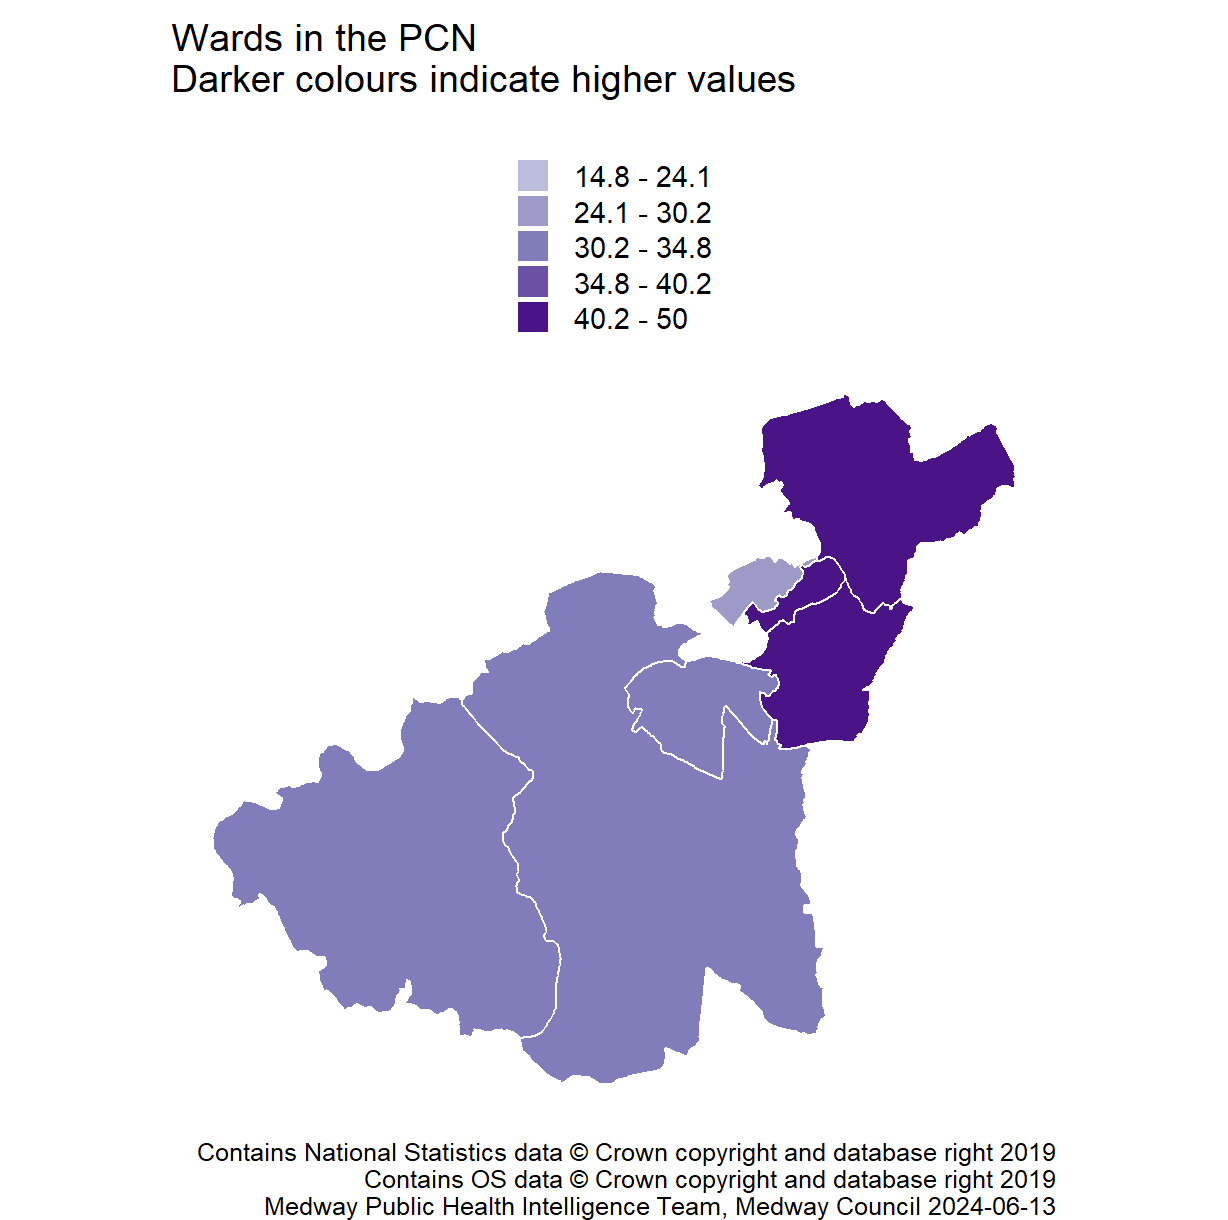 Wards in the PCN
Darker colours indicate higher values
14.8 - 24.1
24.1 - 30.2
30.2 - 34.8
34.8 - 40.2
40.2 - 50
Contains National Statistics data © Crown copyright and database right 2019
Contains OS data © Crown copyright and database right 2019
Medway Public Health Intelligence Team, Medway Council 2024-06-13